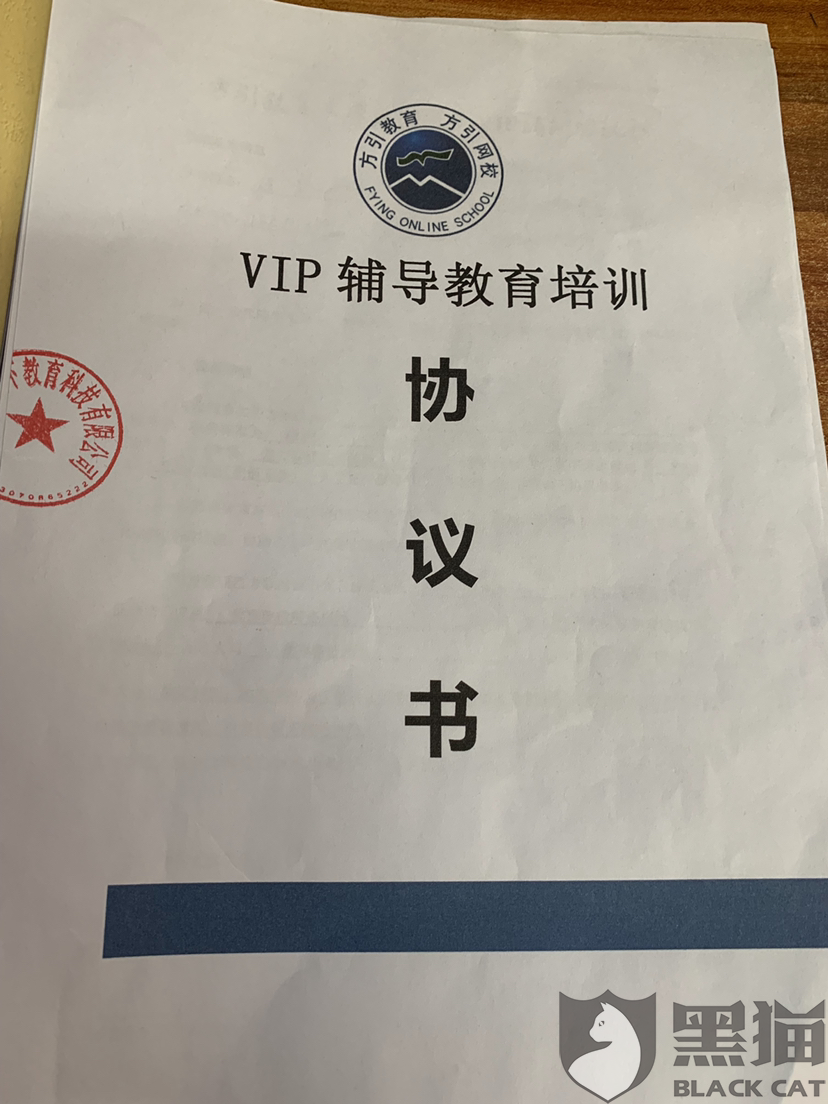 方引教育 方引网校
FYING ONLINE SCHOOL
VIP 辅导教育培训
协
议
书
教育科技有限公司
3070865222
黑猫
BLACK CAT